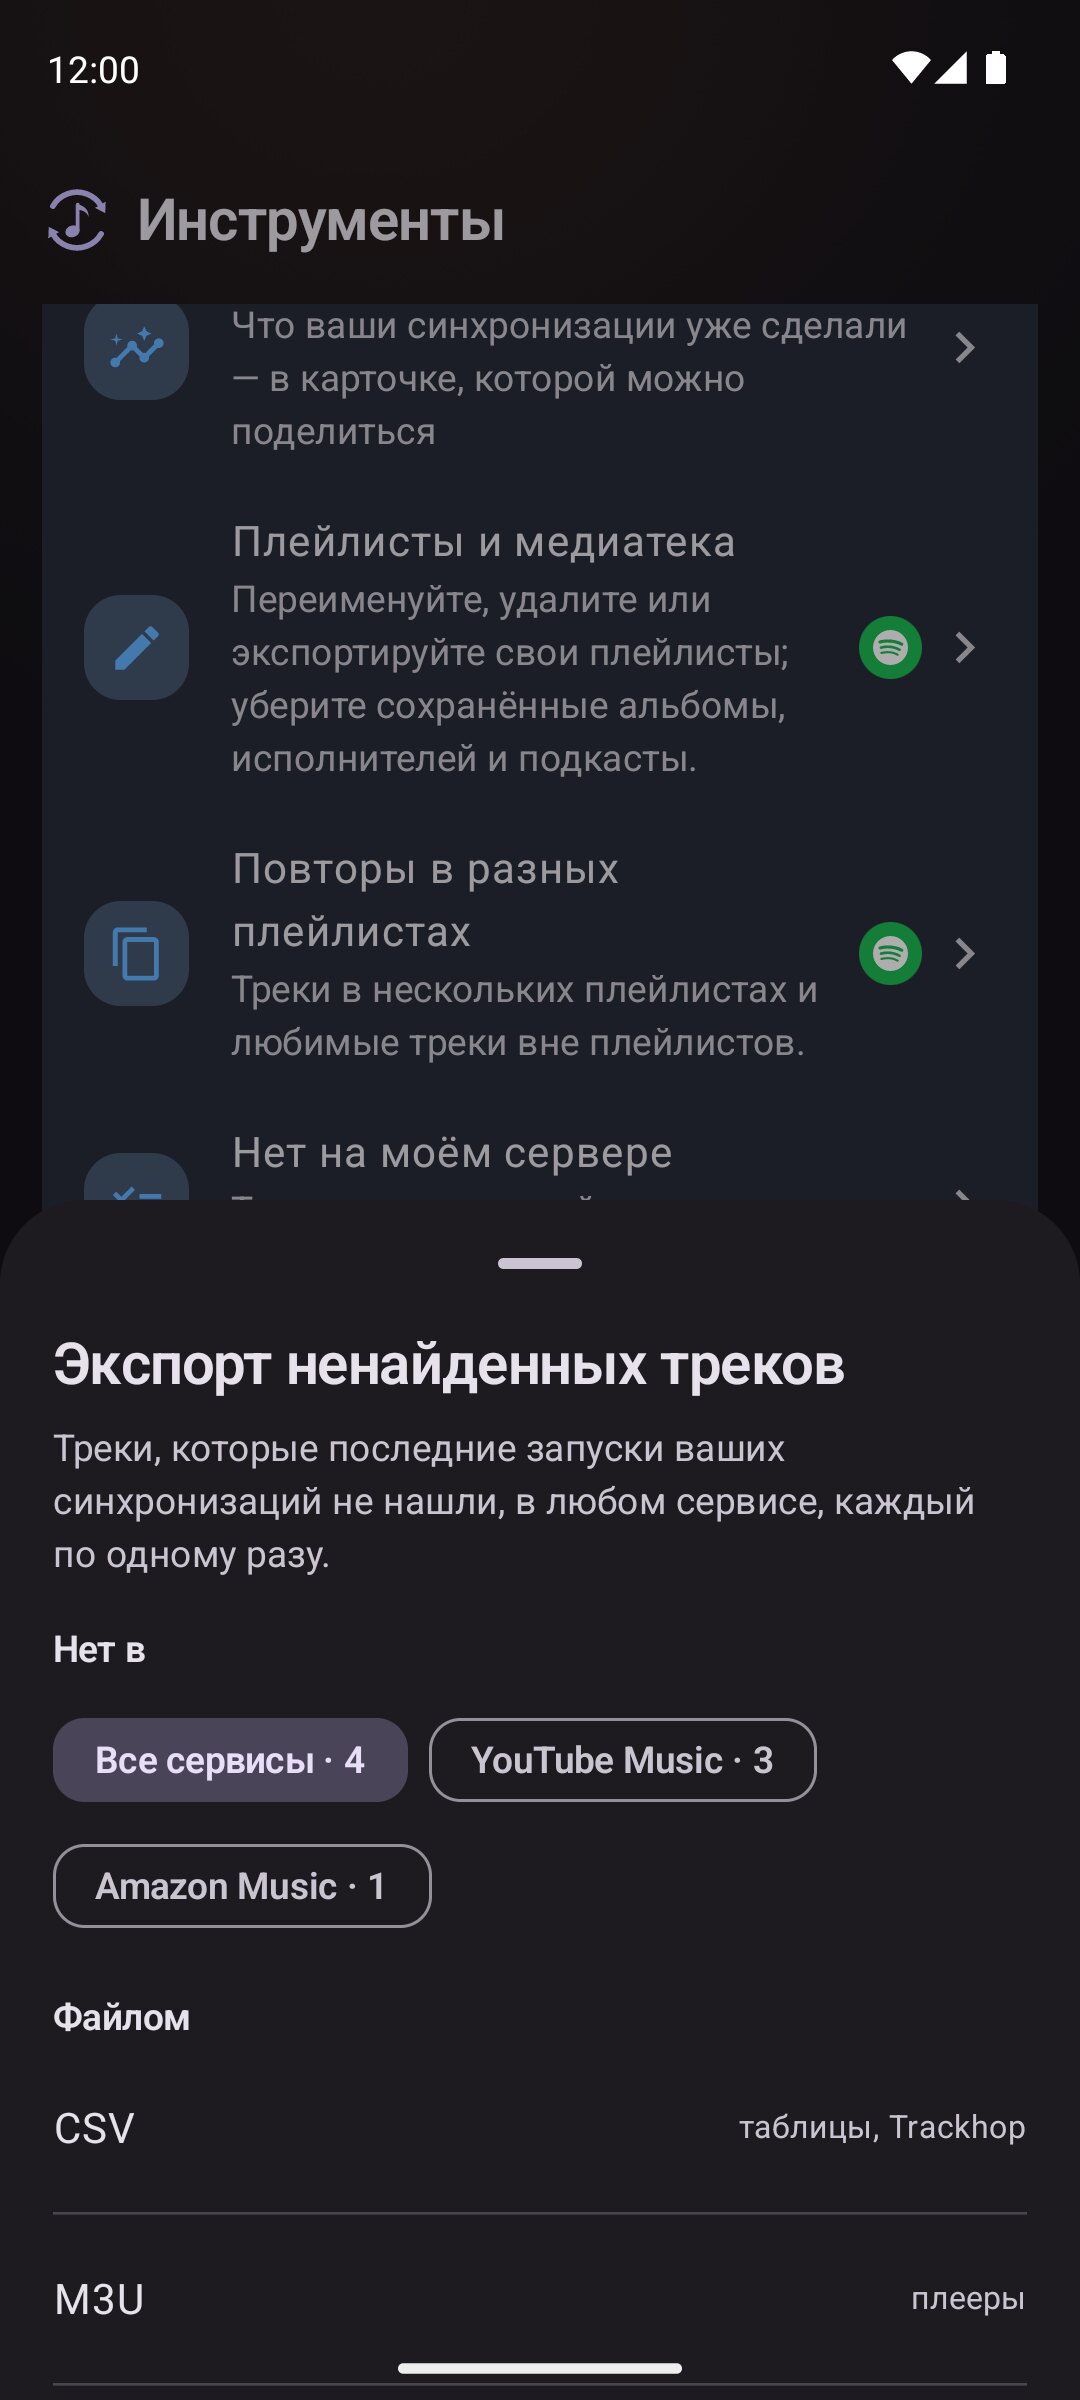 12:00
Инструменты
Что ваши синхронизации уже сделали
— в карточке, которой можно
поделиться
Плейлисты и медиатека
Переименуйте, удалите или
экспортируйте свои плейлисты;
уберите сохранённые альбомы,
исполнителей и подкасты.
Повторы в разных
плейлистах
Треки в нескольких плейлистах и
любимые треки вне плейлистов.
Нет на моём сервере
Экспорт ненайденных треков
Треки, которые последние запуски ваших
синхронизаций не нашли, в любом сервисе, каждый
по одному разу.
Нет в
Все сервисы · 4
YouTube Music · 3
Amazon Music · 1
Файлом
CSV
таблицы, Trackhop
M3U
плееры